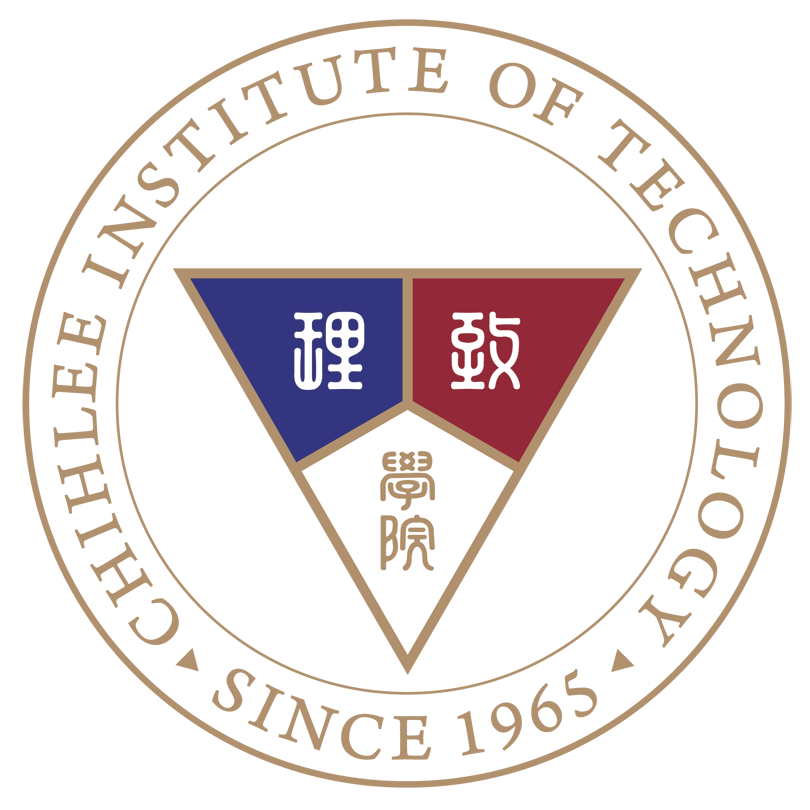 CHIHLEE INSTITUTE OF TECHNOLOGY
致理
學院
SINCE 1965